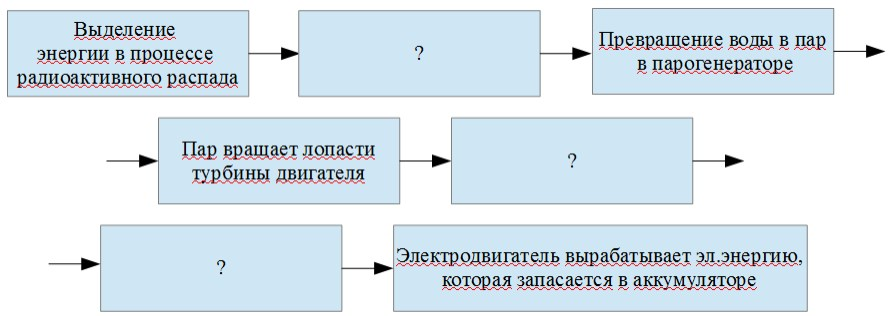 Выделение
энергии в процессе
радиоактивного распада
?
Превращение воды в пар
в парогенераторе
Пар вращает лопасти
турбины двигателя
?
?
Электродвигатель вырабатывает эл.энергию,
которая запасается в аккумуляторе